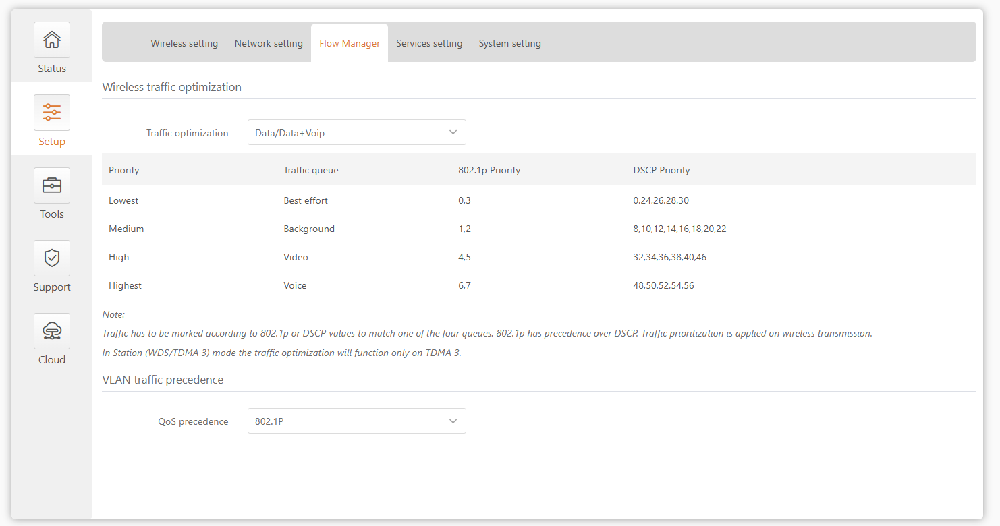 Status
Setup
Tools
Support
Cloud
Wireless setting Network setting Flow Manager Services setting System setting
Wireless traffic optimization
Traffic optimization Data/Data+Voip
Priority Traffic queue 802.1p Priority DSCP Priority
Lowest Best effort 0,3 0,24,26,28,30
Medium Background 1,2 8,10,12,14,16,18,20,22
High Video 4,5 32,34,36,38,40,46
Highest Voice 6,7 48,50,52,54,56
Note:
Traffic has to be marked according to 802.1p or DSCP values to match one of the four queues. 802.1p has precedence over DSCP. Traffic prioritization is applied on wireless transmission.
In Station (WDS/TDMA 3) mode the traffic optimization will function only on TDMA 3.
VLAN traffic precedence
QoS precedence 802.1P